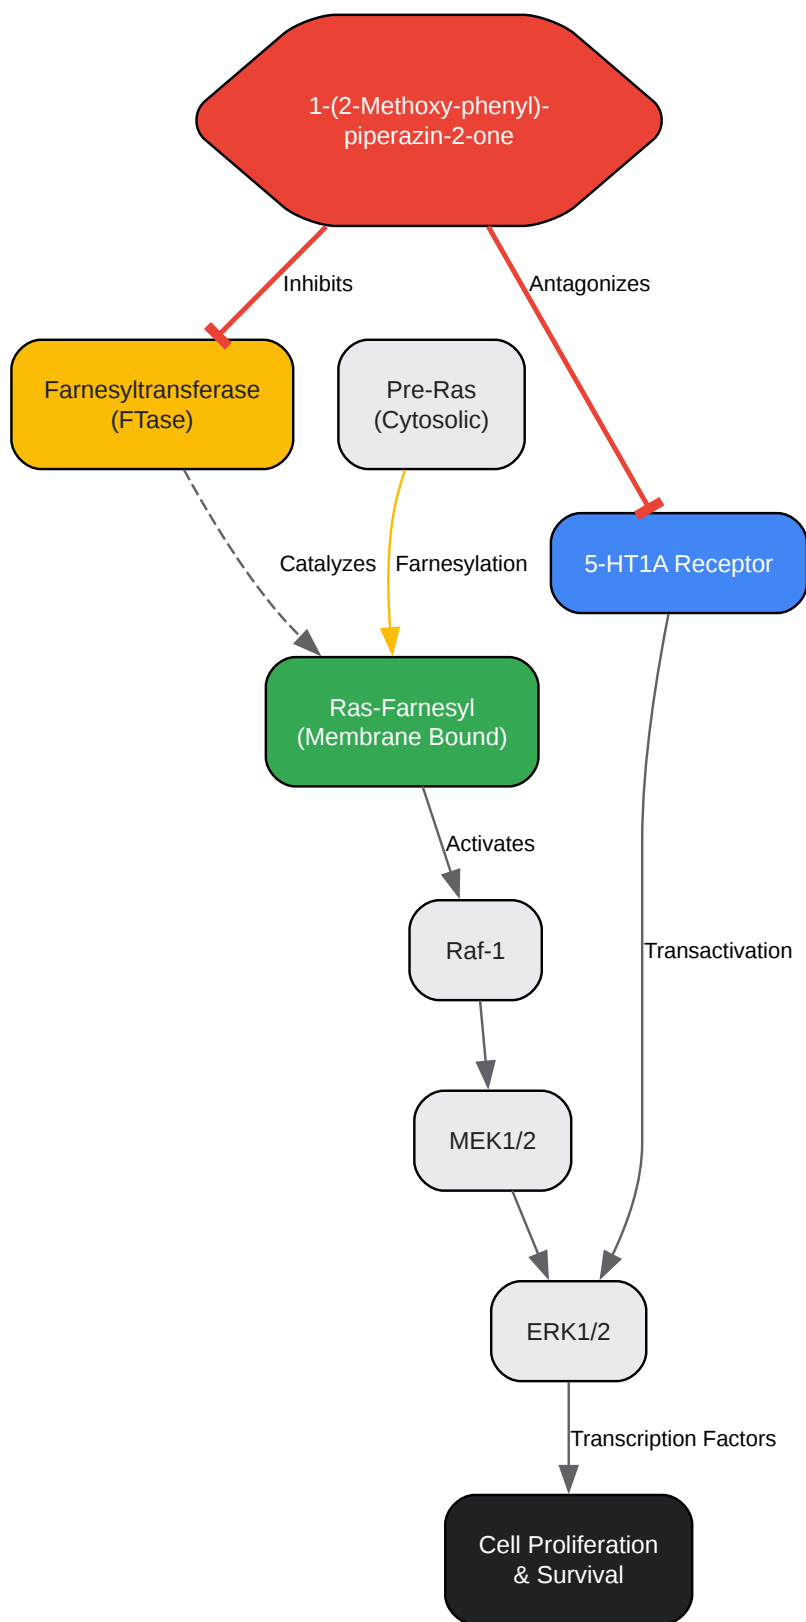 1-(2-Methoxy-phenyl)-
piperazin-2-one
Inhibits
Antagonizes
Farnesyltransferase
(FTase)
Pre-Ras
(Cytosolic)
Catalyzes
Farnesylation
5-HT1A Receptor
Ras-Farnesyl
(Membrane Bound)
Activates
Raf-1
Transactivation
MEK1/2
ERK1/2
Transcription Factors
Cell Proliferation
& Survival